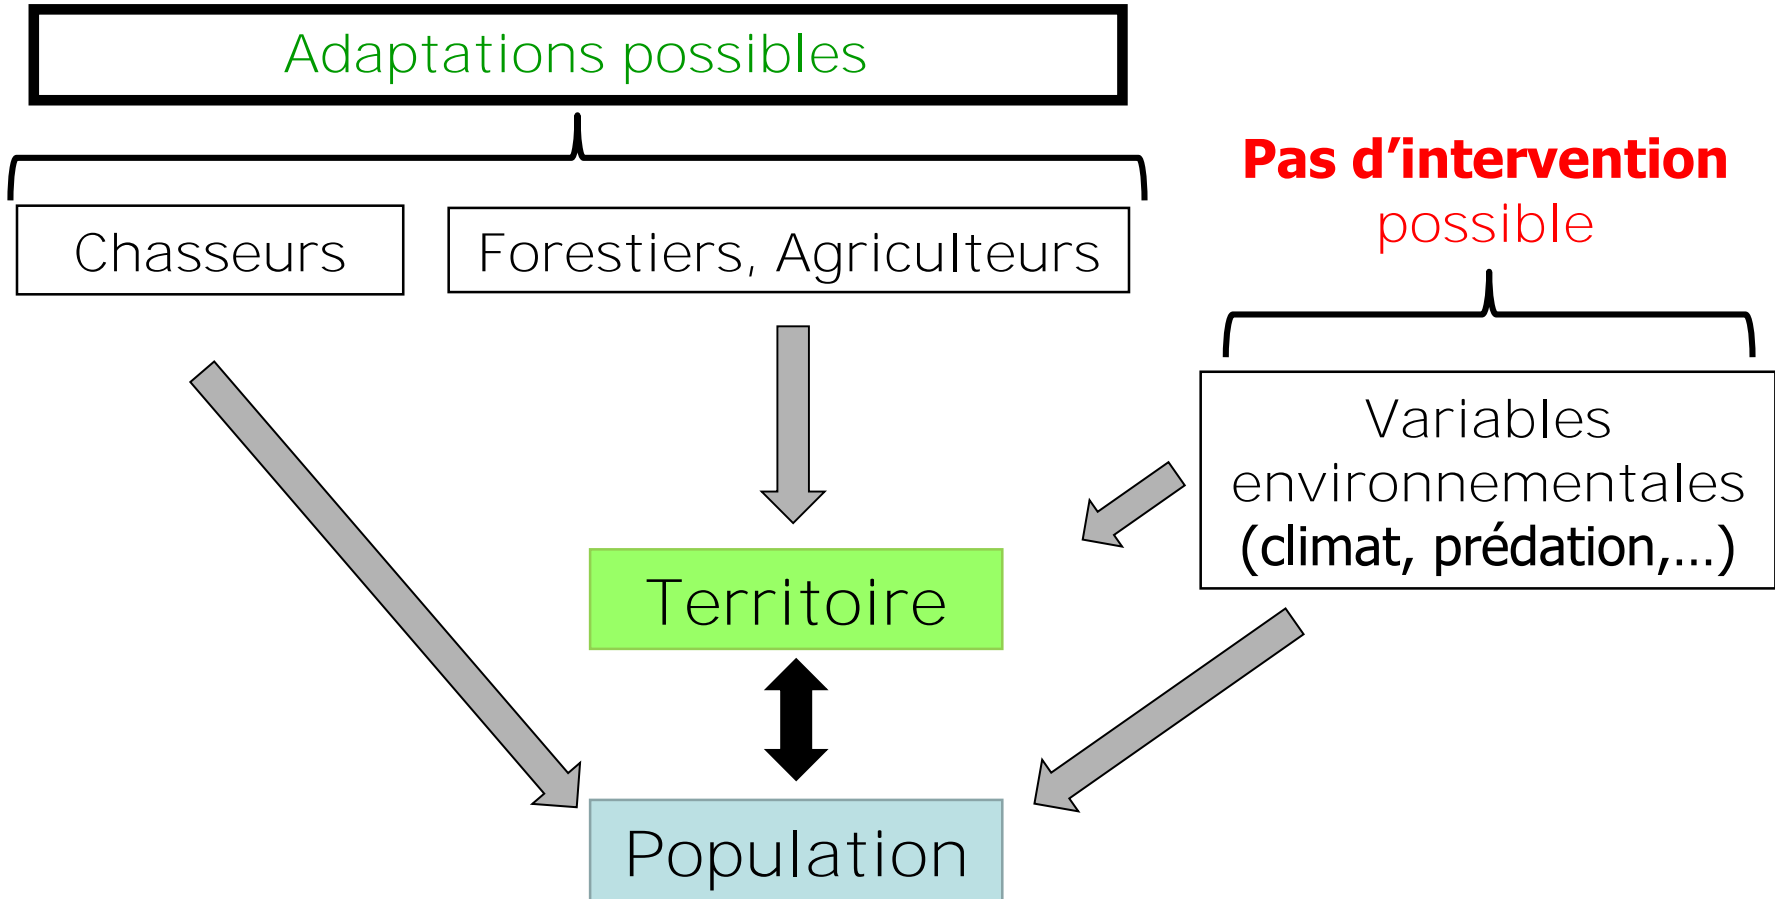 Adaptations possibles
Pas d’intervention
possible
Chasseurs
Forestiers, Agriculteurs
Variables
environnementales
(climat, prédation,...)
Territoire
Population